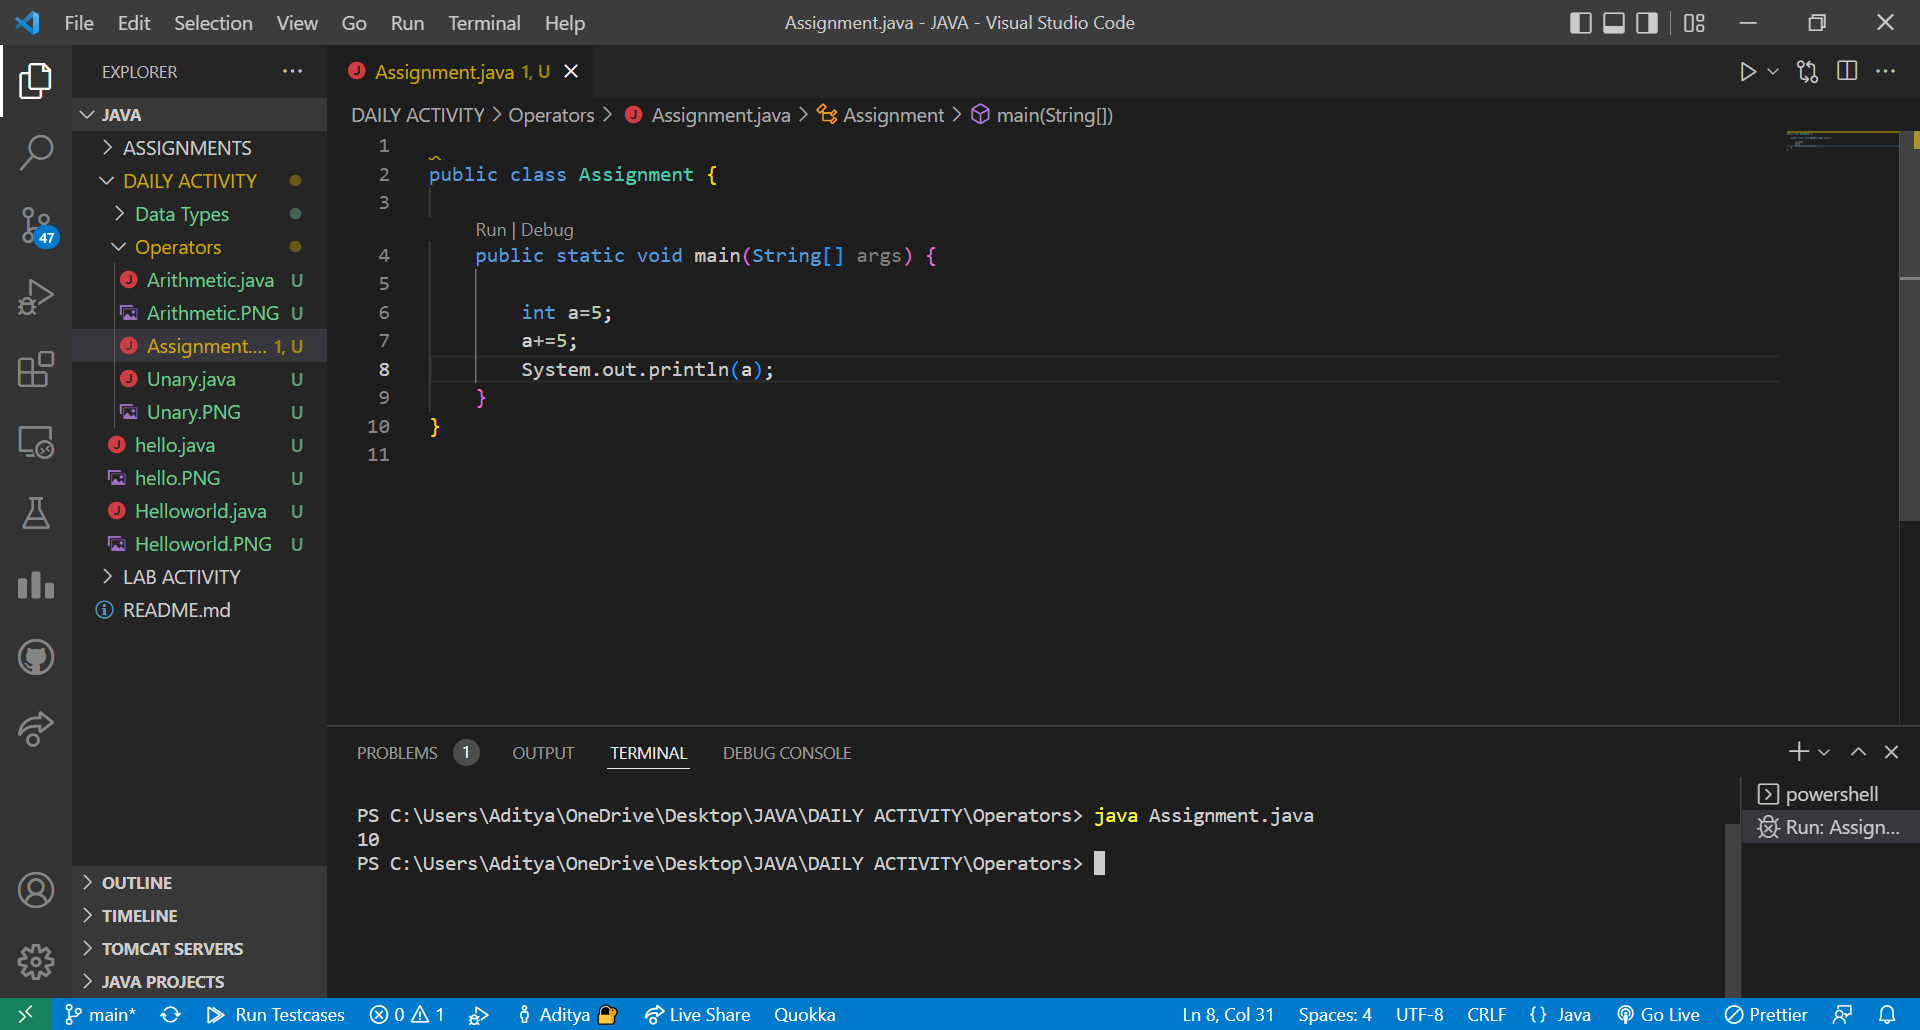 File Edit Selection View Go Run Terminal Help
Assignment.java - JAVA - Visual Studio Code
EXPLORER
JAVA
ASSIGNMENTS
DAILY ACTIVITY
Data Types
Operators
Arithmetic.java U
Arithmetic.PNG U
Assignment.... 1, U
Unary.java U
Unary.PNG U
hello.java U
hello.PNG U
Helloworld.java U
Helloworld.PNG U
LAB ACTIVITY
README.md
OUTLINE
TIMELINE
TOMCAT SERVERS
JAVA PROJECTS
47
Assignment.java 1, U
DAILY ACTIVITY > Operators > Assignment.java > Assignment > main(String[])
1
2 public class Assignment {
3
Run | Debug
4 public static void main(String[] args) {
5
6 int a=5;
7 a+=5;
8 System.out.println(a);
9 }
10 }
11
PROBLEMS 1 OUTPUT TERMINAL DEBUG CONSOLE
PS C:\Users\Aditya\OneDrive\Desktop\JAVA\DAILY ACTIVITY\Operators> java Assignment.java
10
PS C:\Users\Aditya\OneDrive\Desktop\JAVA\DAILY ACTIVITY\Operators>
powershell
Run: Assign...
main* Run Testcases 0 1 Aditya Live Share Quokka Ln 8, Col 31 Spaces: 4 UTF-8 CRLF {} Java Go Live Prettier